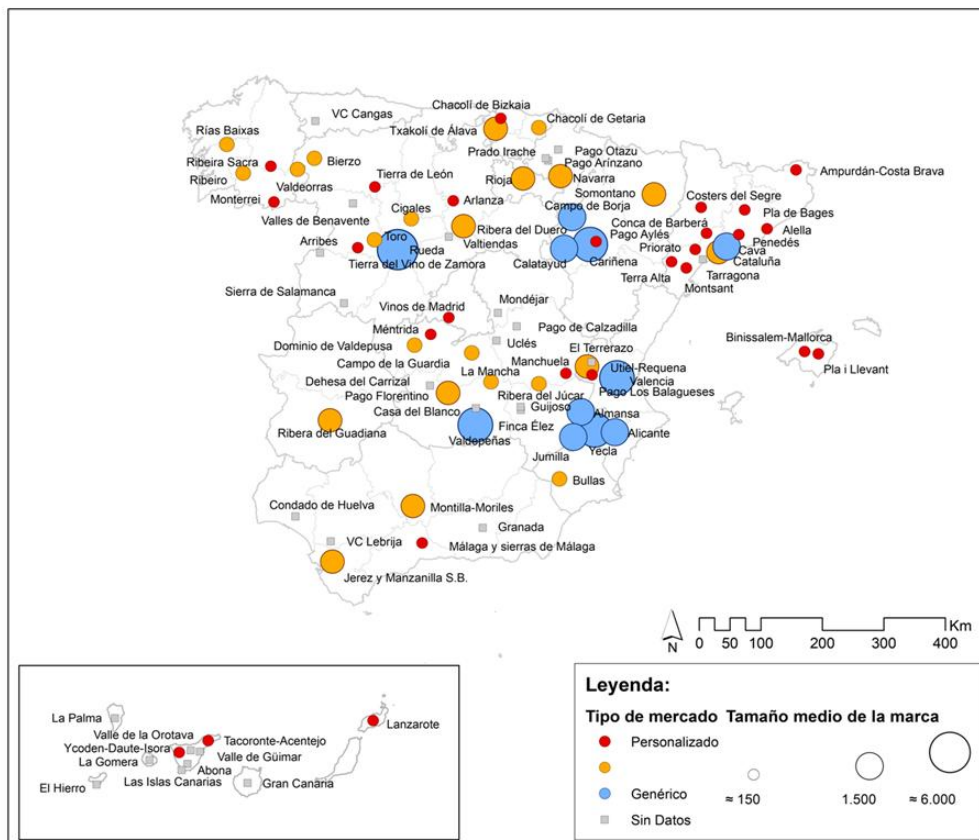 VC Cangas
Chacolí de Bizkaia
Chacolí de Getaria
Txakolí de Álava
Rías Baixas
Prado Irache
Pago Otazu
Pago Arínzano
Ribeira Sacra
Bierzo
Ribeiro
Valdeorras
Tierra de León
Rioja
Navarra
Somontano
Ampurdán-Costa Brava
Monterrei
Arlanza
Campo de Borja
Costers del Segre
Valles de Benavente
Cigales
Conca de Barberá
Pla de Bages
Ribera del Duero
Pago Aylés
Alella
Arribes
Toro
Valtiendas
Priorato
Penedés
Rueda
Cava
Tierra del Vino de Zamora
Calatayud
Cariñena
Cataluña
Terra Alta
Tarragona
Montsant
Sierra de Salamanca
Mondéjar
Vinos de Madrid
Méntrida
Pago de Calzadilla
Binissalem-Mallorca
Dominio de Valdepusa
Uclés
El Terrerazo
Campo de la Guardia
Manchuela
Utiel-Requena
Pla i Llevant
La Mancha
Valencia
Dehesa del Carrizal
Pago Los Balagueses
Pago Florentino
Ribera del Júcar
Casa del Blanco
Guijoso
Almansa
Ribera del Guadiana
Finca Élez
Alicante
Valdepeñas
Yecla
Jumilla
Bullas
Condado de Huelva
Montilla-Moriles
Granada
VC Lebrija
Málaga y sierras de Málaga
Jerez y Manzanilla S.B.
N
0 25 50 100 200 300 400
Km
La Palma
Valle de la Orotava
Lanzarote
Ycoden-Daute-Isora
Tacoronte-Acentejo
La Gomera
Valle de Güimar
Abona
El Hierro
Las Islas Canarias
Gran Canaria
Leyenda:
Tipo de mercado Tamaño medio de la marca
Personalizado
Genérico
≈ 150 1.500 ≈ 6.000
Sin Datos